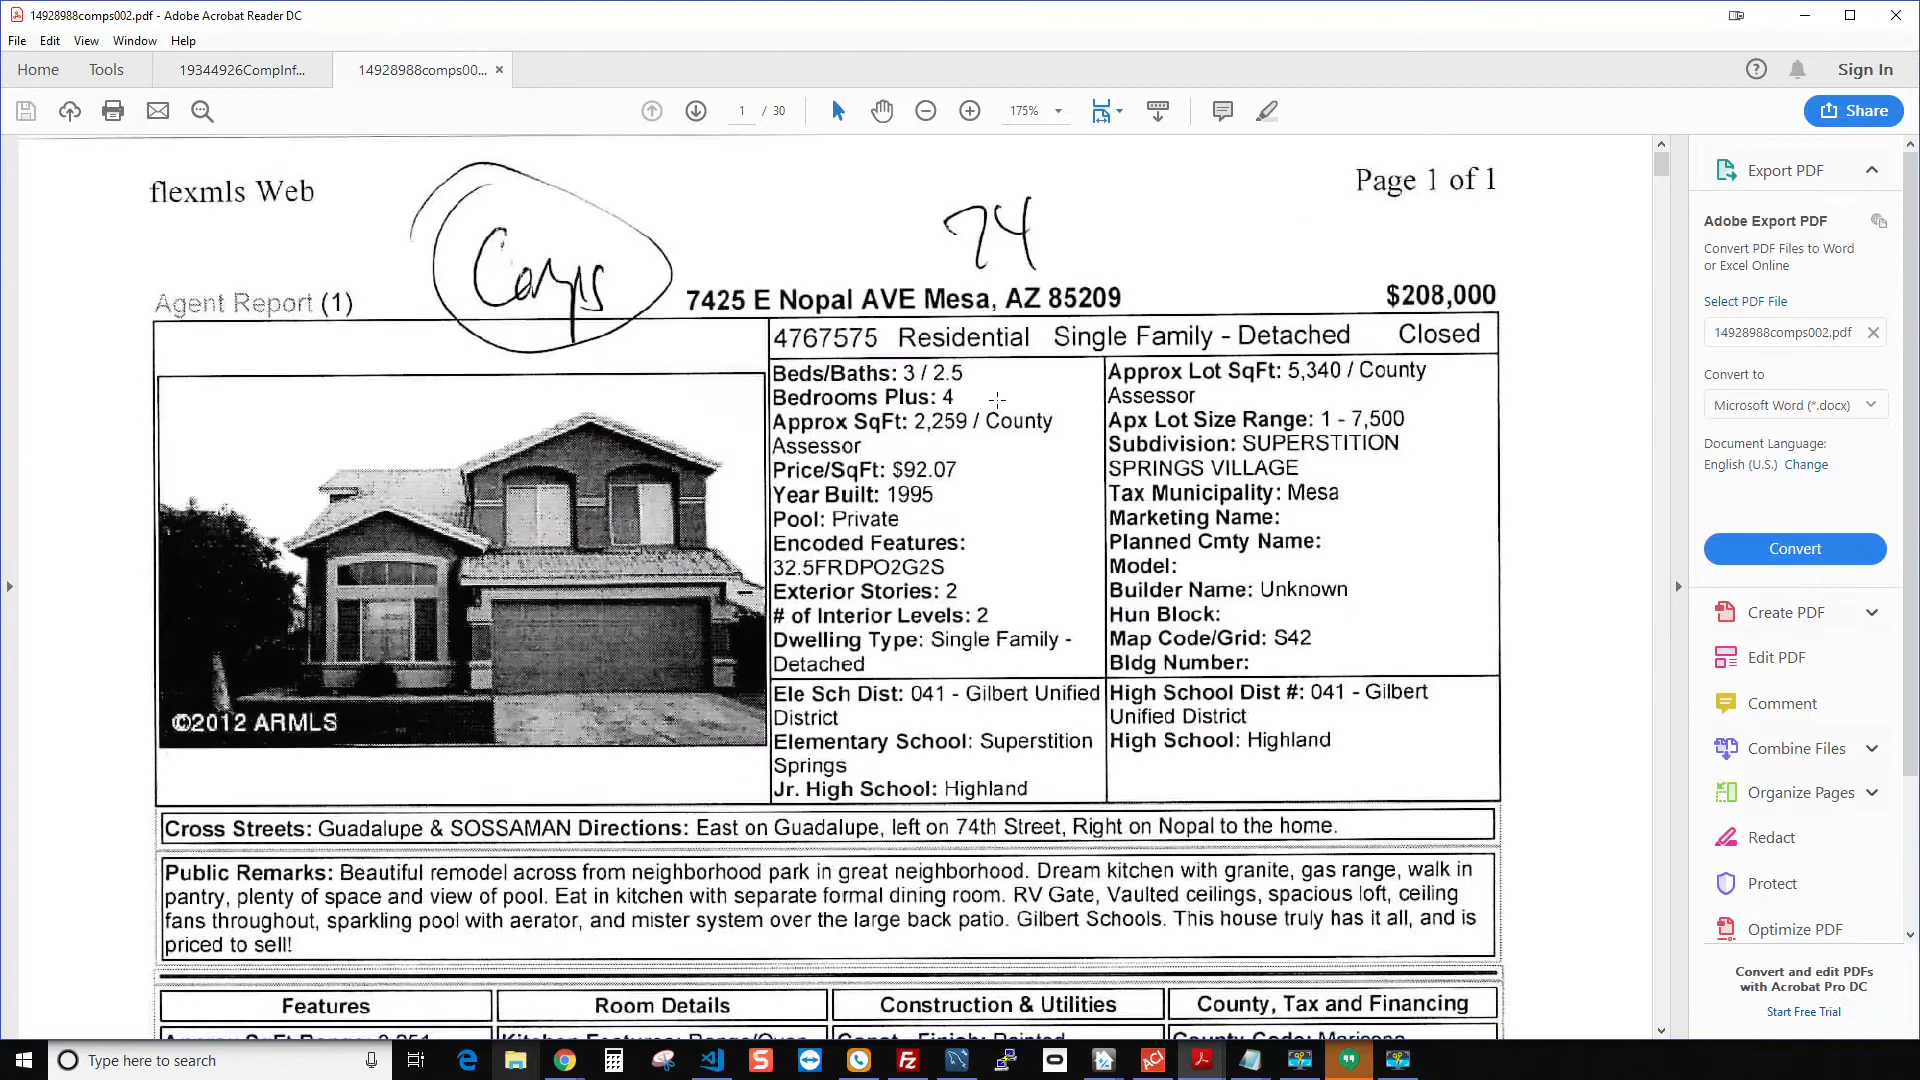 14928988comps002.pdf - Adobe Acrobat Reader DC
File Edit View Window Help
Home Tools 19344926CompInf... 14928988comps00...
Sign In
1 / 30
175%
Share
flexmls Web
Page 1 of 1
Comps
74
Agent Report (1)
7425 E Nopal AVE Mesa, AZ 85209
$208,000
4767575 Residential Single Family - Detached Closed
Beds/Baths: 3 / 2.5
Bedrooms Plus: 4
Approx SqFt: 2,259 / County
Assessor
Price/SqFt: $92.07
Year Built: 1995
Pool: Private
Encoded Features:
32.5FRDPO2G2S
Exterior Stories: 2
# of Interior Levels: 2
Dwelling Type: Single Family -
Detached
Approx Lot SqFt: 5,340 / County
Assessor
Apx Lot Size Range: 1 - 7,500
Subdivision: SUPERSTITION
SPRINGS VILLAGE
Tax Municipality: Mesa
Marketing Name:
Planned Cmty Name:
Model:
Builder Name: Unknown
Hun Block:
Map Code/Grid: S42
Bldg Number:
©2012 ARMLS
Ele Sch Dist: 041 - Gilbert Unified
District
Elementary School: Superstition
Springs
Jr. High School: Highland
High School Dist #: 041 - Gilbert
Unified District
High School: Highland
Cross Streets: Guadalupe & SOSSAMAN Directions: East on Guadalupe, left on 74th Street, Right on Nopal to the home.
Public Remarks: Beautiful remodel across from neighborhood park in great neighborhood. Dream kitchen with granite, gas range, walk in
pantry, plenty of space and view of pool. Eat in kitchen with separate formal dining room. RV Gate, Vaulted ceilings, spacious loft, ceiling
fans throughout, sparkling pool with aerator, and mister system over the large back patio. Gilbert Schools. This house truly has it all, and is
priced to sell!
Features Room Details Construction & Utilities County, Tax and Financing
Export PDF
Adobe Export PDF
Convert PDF Files to Word
or Excel Online
Select PDF File
14928988comps002.pdf
Convert to
Microsoft Word (*.docx)
Document Language:
English (U.S.) Change
Convert
Create PDF
Edit PDF
Comment
Combine Files
Organize Pages
Redact
Protect
Optimize PDF
Convert and edit PDFs
with Acrobat Pro DC
Start Free Trial
Type here to search